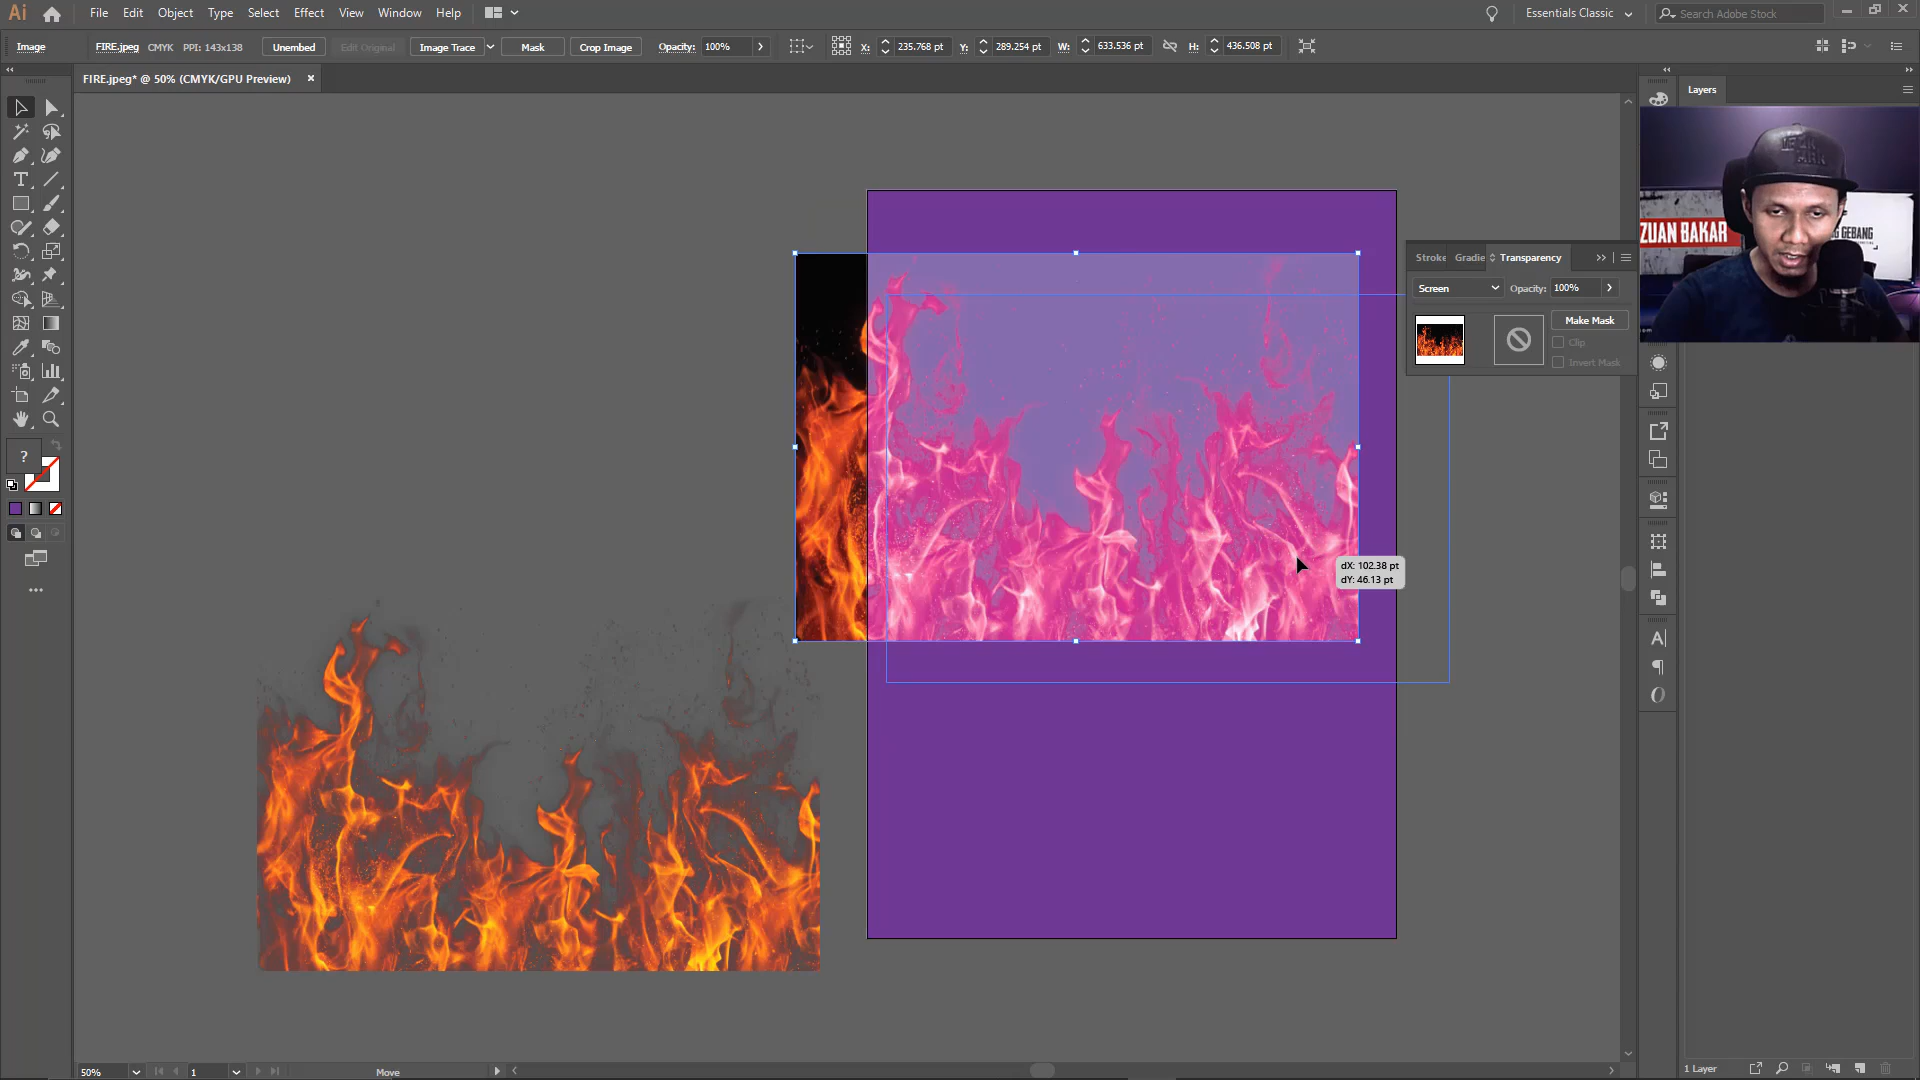 Ai File Edit Object Type Select Effect View Window Help Essentials Classic Search Adobe Stock
Image FIRE.jpeg CMYK PPI: 143x138 Unembed Edit Original Image Trace Mask Crop Image Opacity: 100% X: 235.768 pt Y: 289.254 pt W: 633.536 pt H: 436.508 pt
FIRE.jpeg* @ 50% (CMYK/GPU Preview)
Layers
ZUAN BAKAR
G GEBANG
Stroke Gradie Transparency
Screen Opacity: 100%
Make Mask
Clip
Invert Mask
?
dX: 102.38 pt
dY: 46.13 pt
50% 1 Move
1 Layer